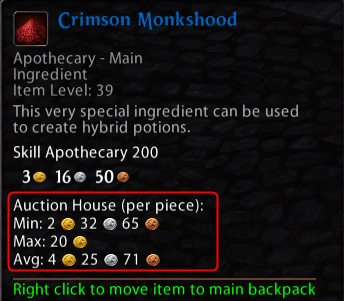 Crimson Monkshood
Apothecary - Main
Ingredient
Item Level: 39
This very special ingredient can be used
to create hybrid potions.
Skill Apothecary 200
3 16 50
Auction House (per piece):
Min: 2 32 65
Max: 20
Avg: 4 25 71
Right click to move item to main backpack